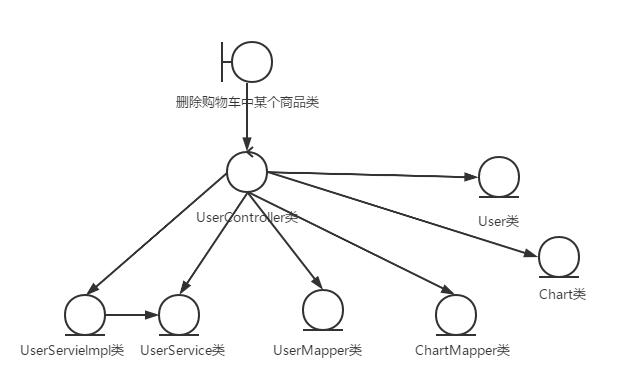 删除购物车中某个商品类
UserController类
User类
Chart类
UserServieImpl类
UserService类
UserMapper类
ChartMapper类